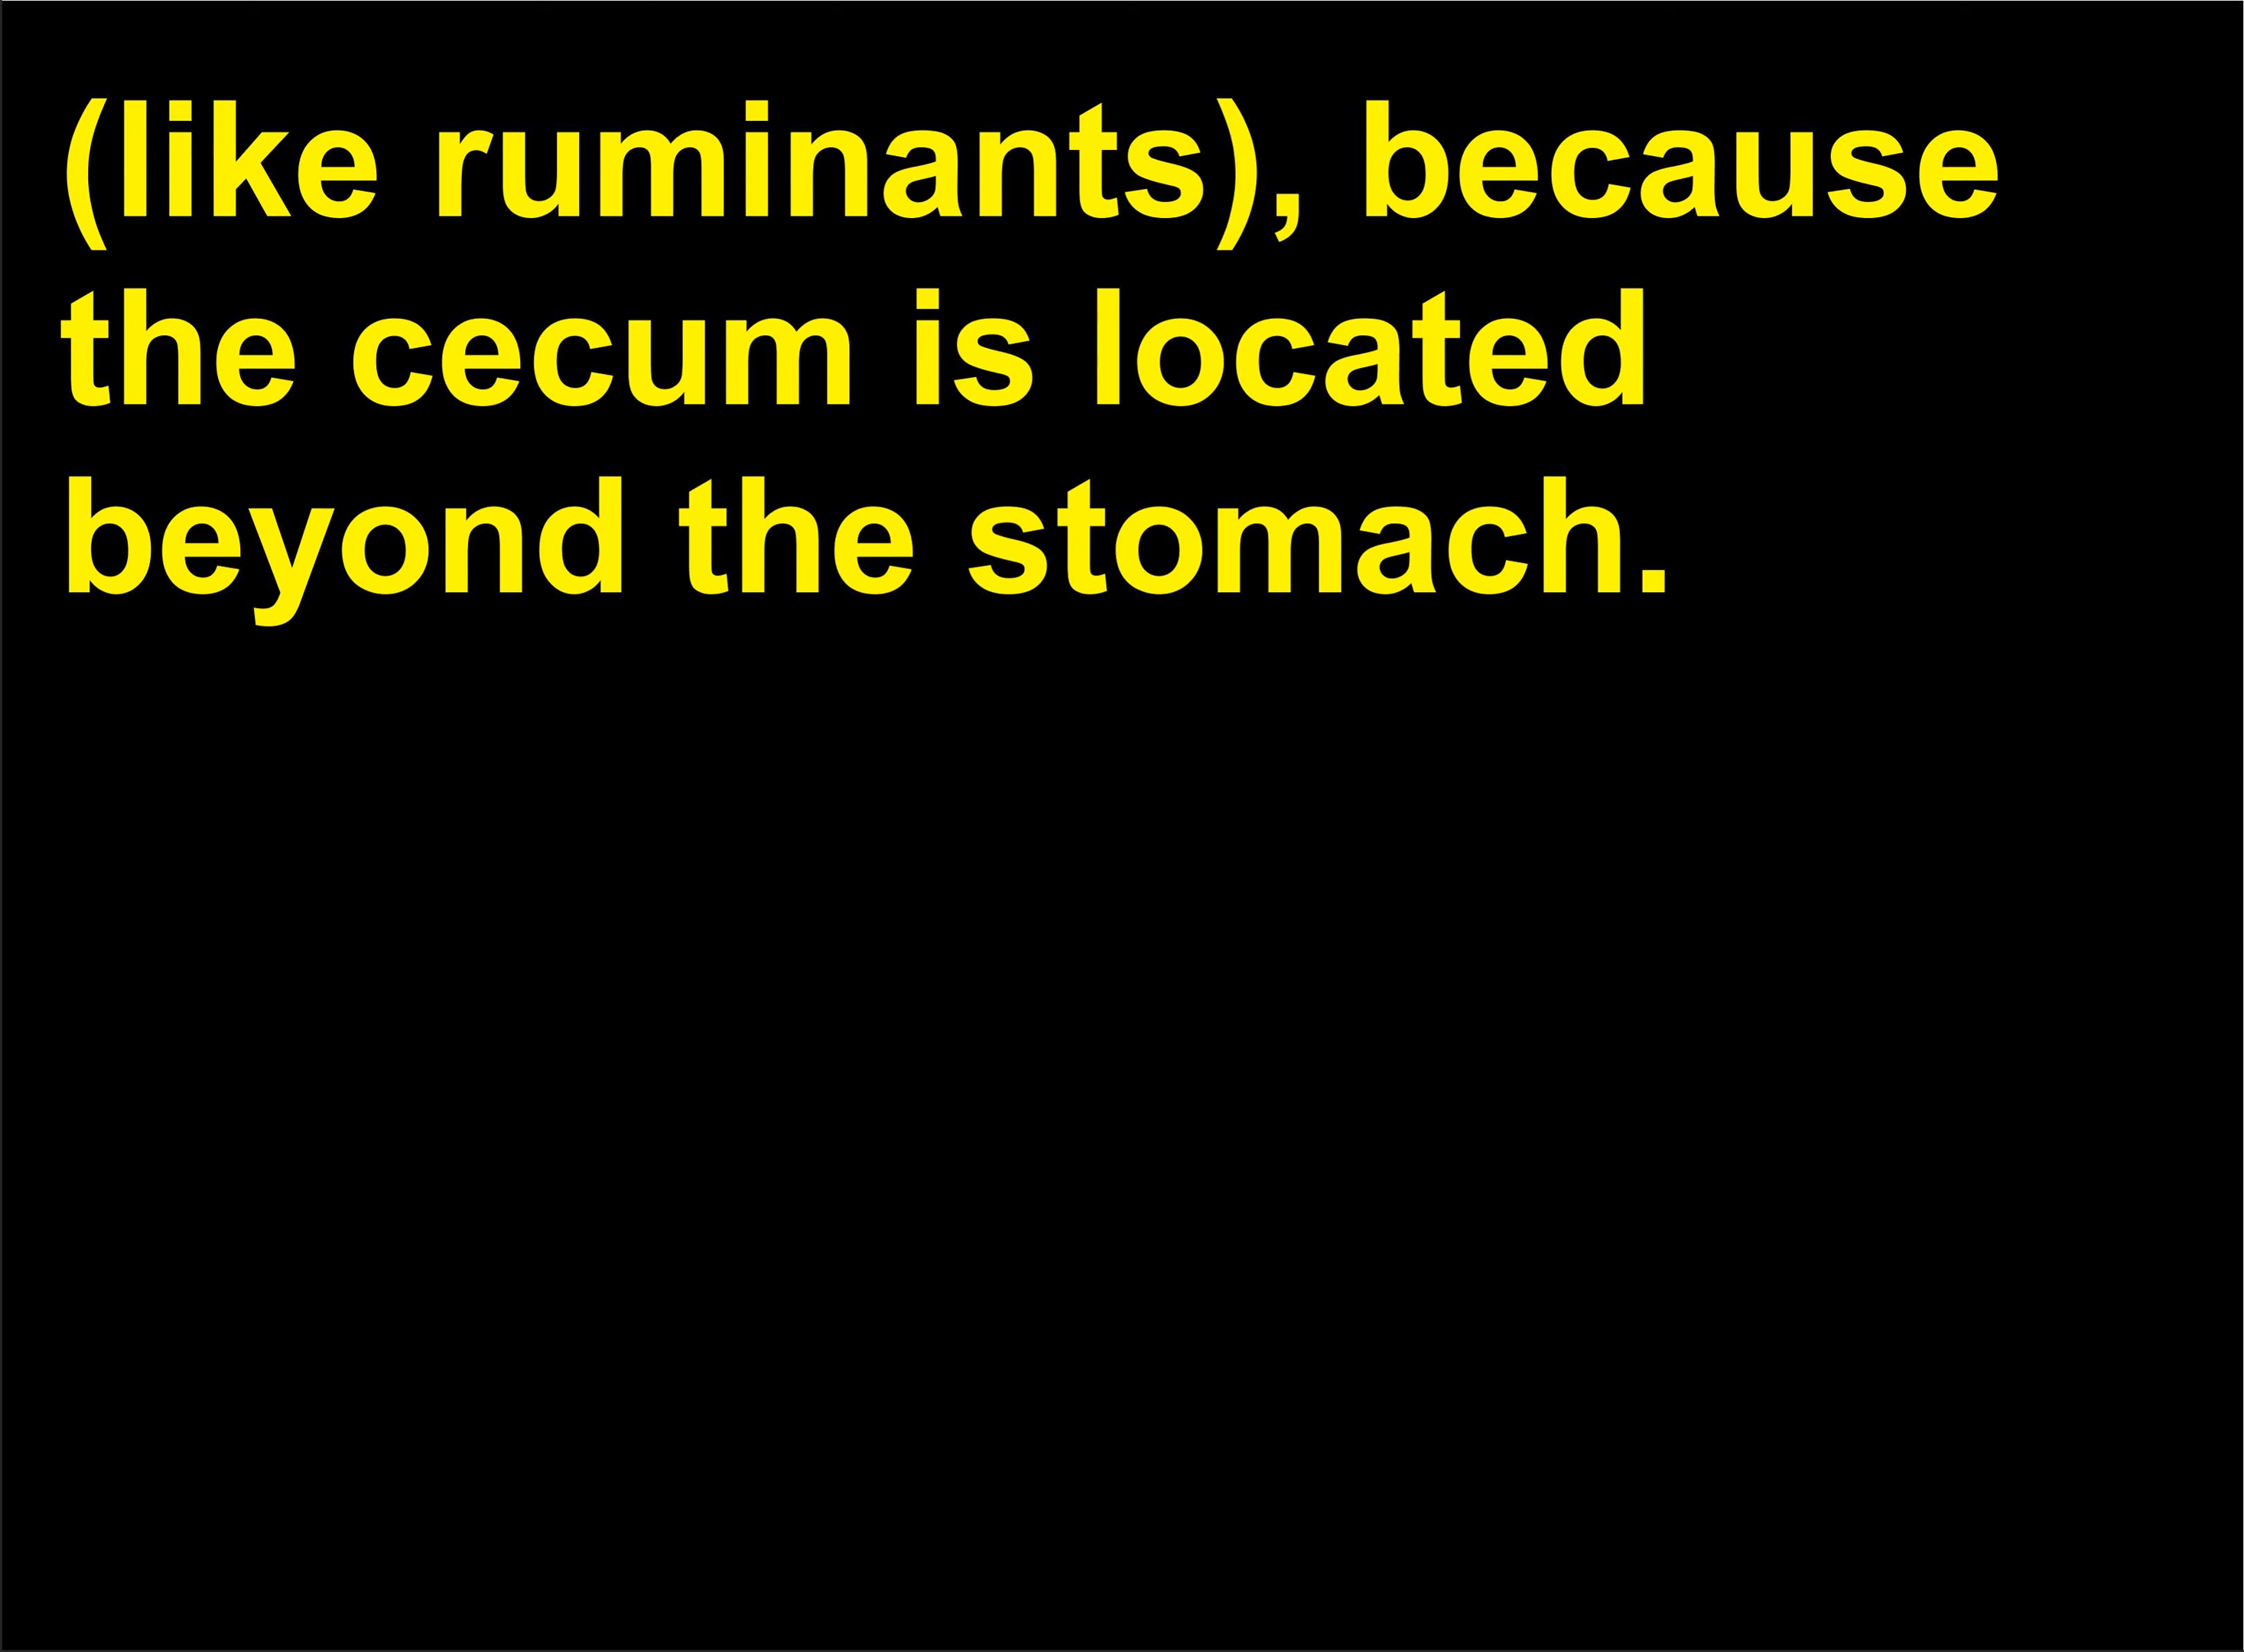 (like ruminants), because
the cecum is located
beyond the stomach.